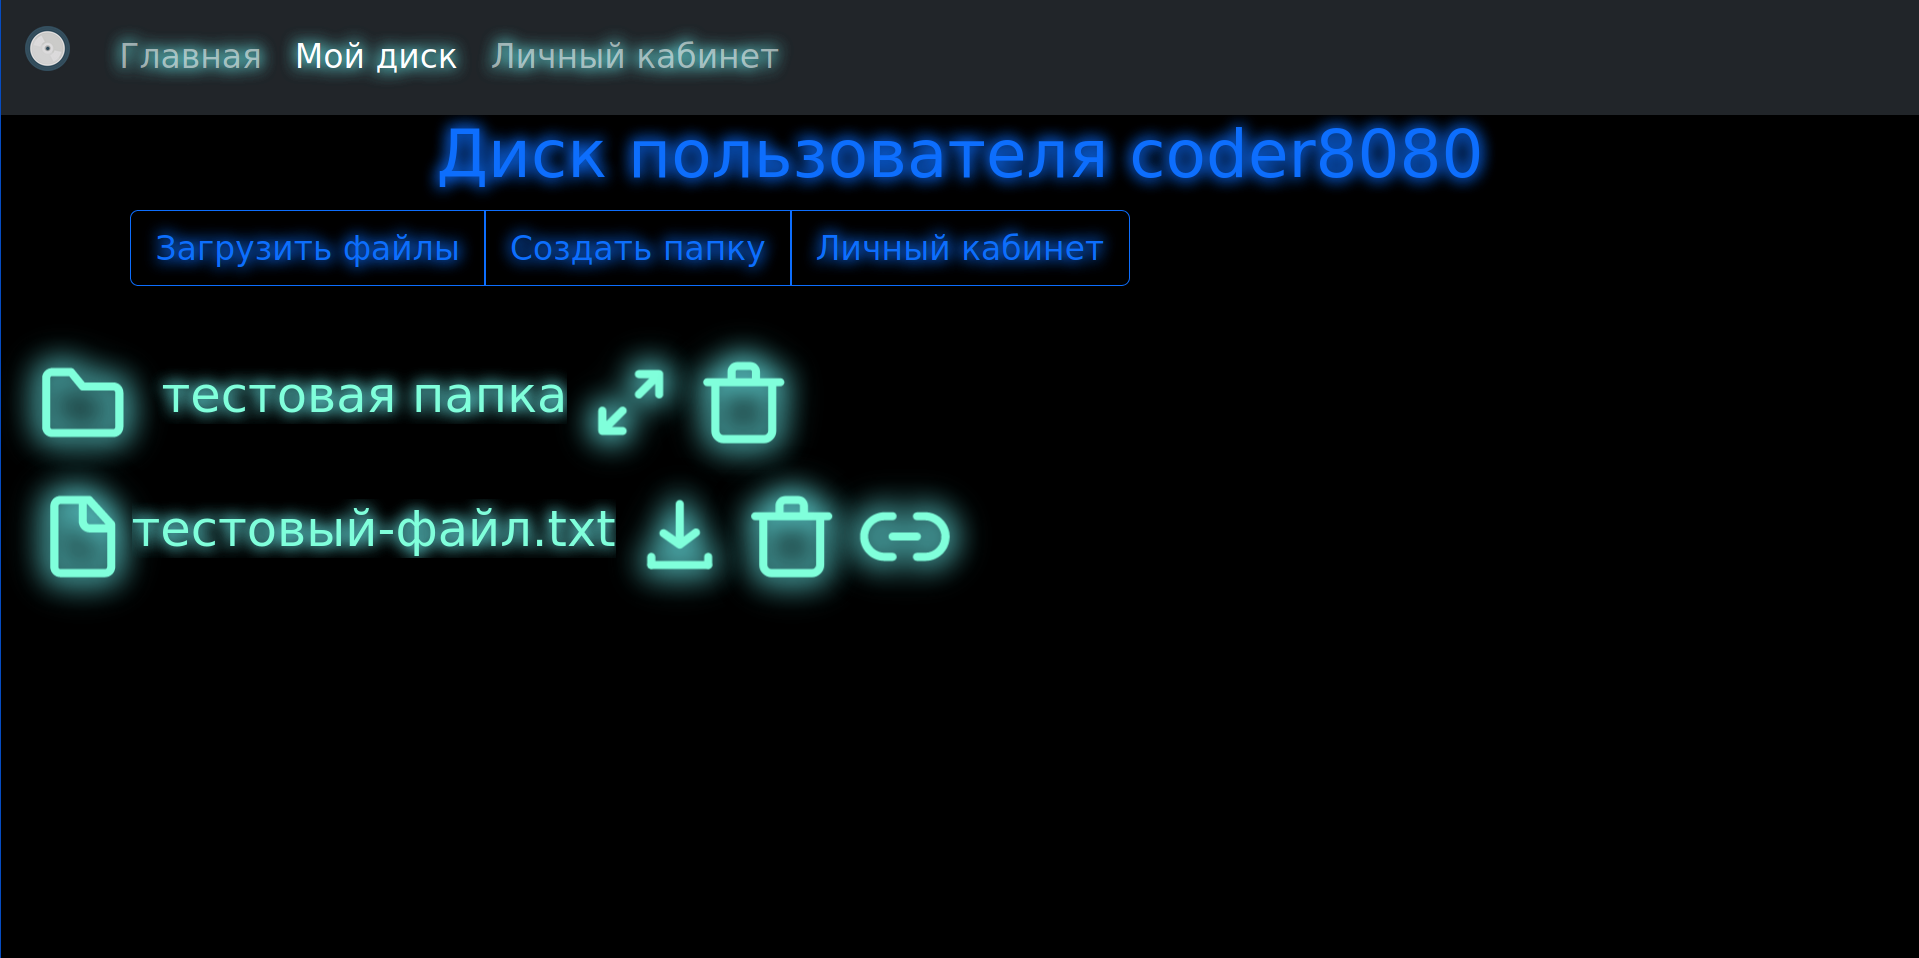 Главная Мой диск Личный кабинет
Диск пользователя coder8080
Загрузить файлы Создать папку Личный кабинет
тестовая папка
тестовый-файл.txt